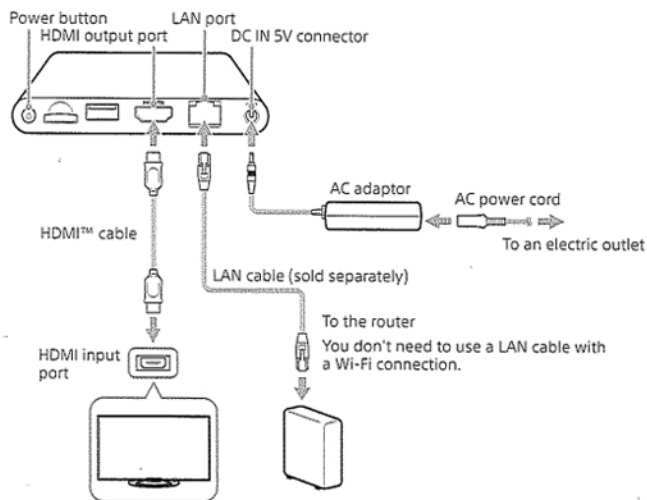 Power button
LAN port
HDMI output port
DC IN 5V connector
AC adaptor
AC power cord
HDMI™ cable
To an electric outlet
LAN cable (sold separately)
To the router
You don't need to use a LAN cable with
a Wi-Fi connection.
HDMI input
port